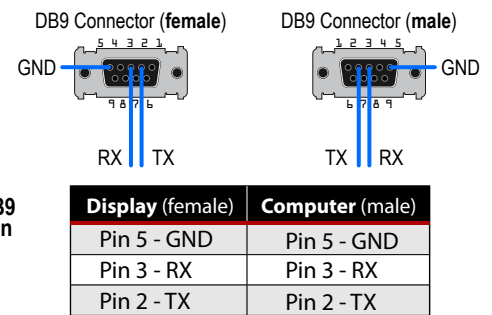 DB9 Connector (female)
5 4 3 2 1
GND
9 8 7 6
RX TX
DB9 Connector (male)
1 2 3 4 5
GND
6 7 8 9
TX RX
39
n
Display (female) Computer (male)
Pin 5 - GND Pin 5 - GND
Pin 3 - RX Pin 3 - RX
Pin 2 - TX Pin 2 - TX